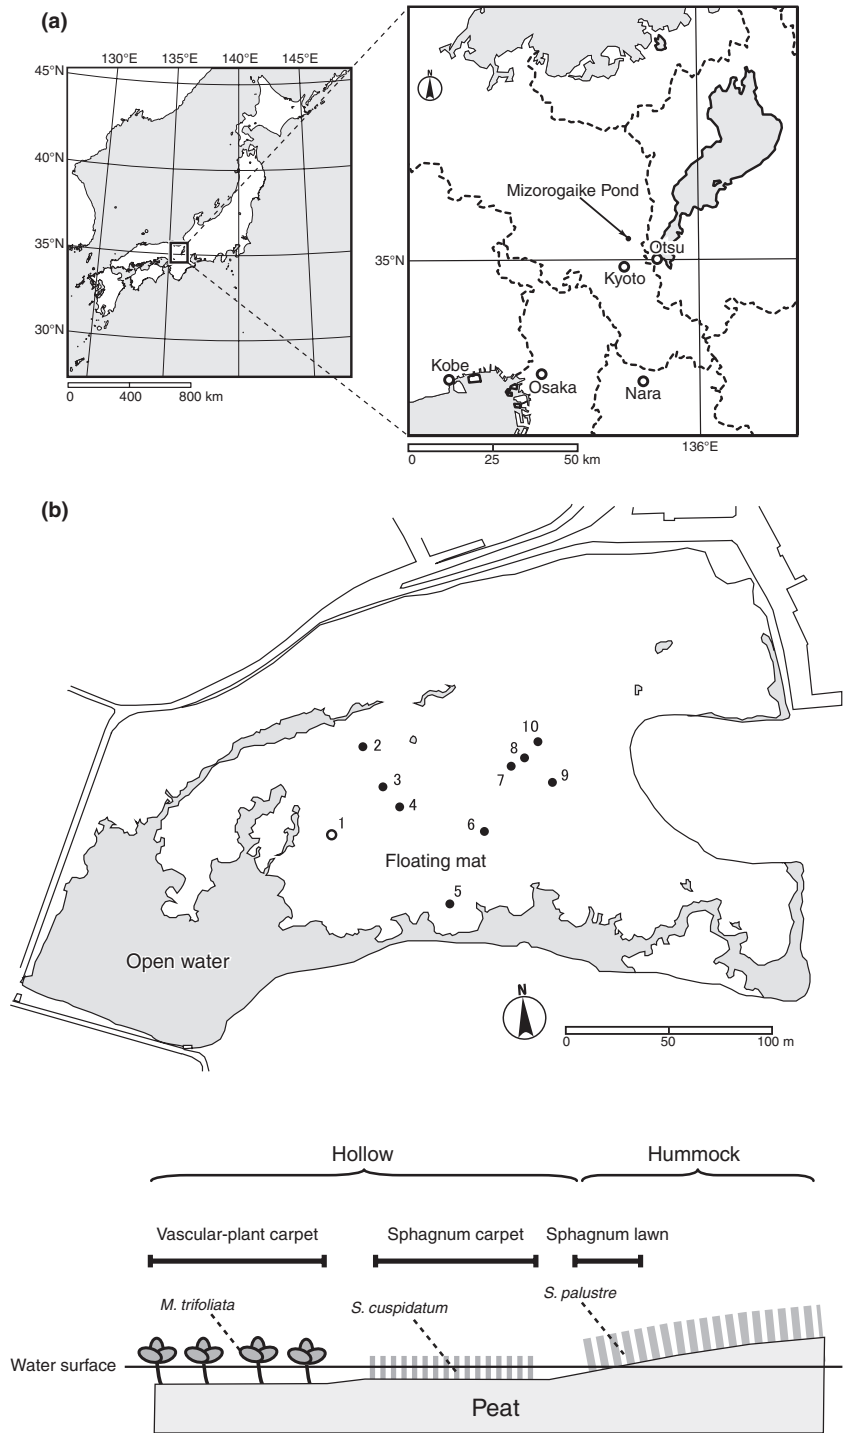 (a)
130°E 135°E 140°E 145°E
45°N
40°N
35°N
30°N
0 400 800 km
N
Mizorogaike Pond
Otsu
35°N
Kyoto
Kobe
Osaka
Nara
136°E
0 25 50 km
(b)
10
2
8
7
9
3
4
1
6
Floating mat
5
Open water
N
0 50 100 m
Hollow Hummock
Vascular-plant carpet Sphagnum carpet Sphagnum lawn
M. trifoliata S. cuspidatum S. palustre
Water surface
Peat